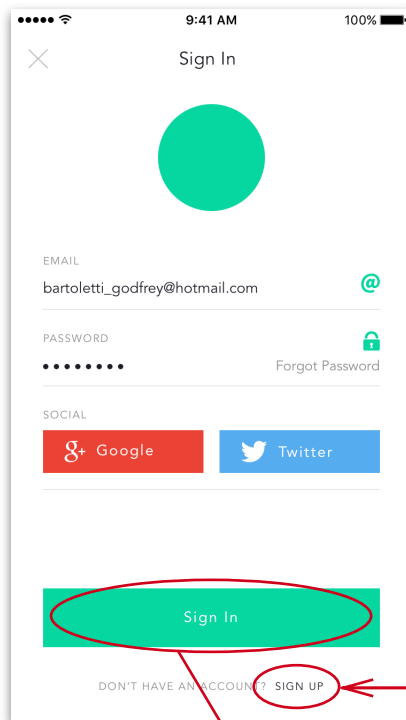 9:41 AM 100%
Sign In
EMAIL
bartoletti_godfrey@hotmail.com @
PASSWORD
Forgot Password
SOCIAL
g+ Google Twitter
Sign In
DON'T HAVE AN ACCOUNT? SIGN UP